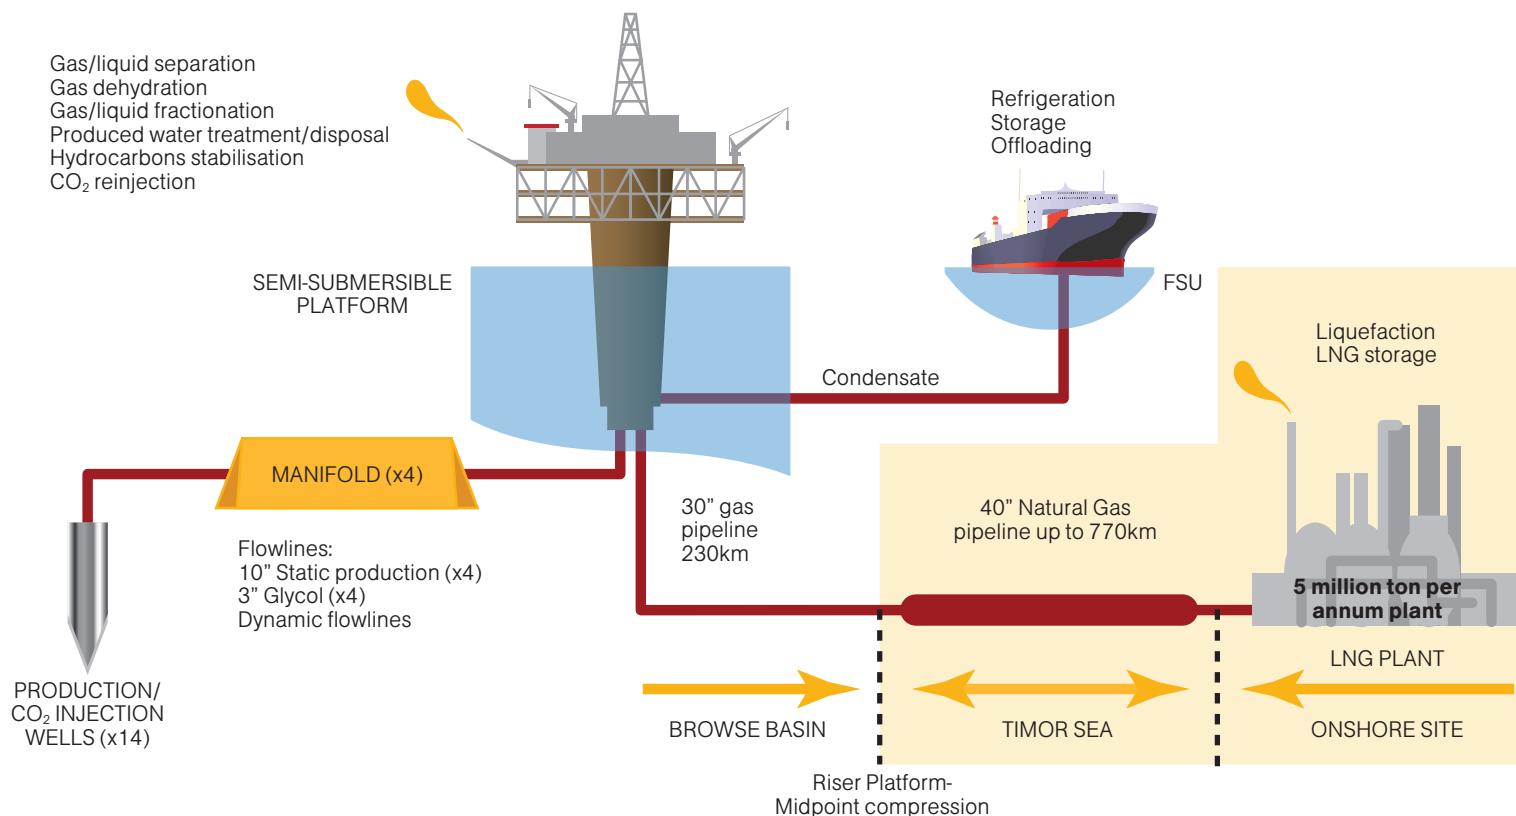 Gas/liquid separation
Gas dehydration
Gas/liquid fractionation
Produced water treatment/disposal
Hydrocarbons stabilisation
CO₂ reinjection
Refrigeration
Storage
Offloading
SEMI-SUBMERSIBLE
PLATFORM
FSU
Liquefaction
LNG storage
Condensate
MANIFOLD (x4)
30” gas
pipeline
230km
40” Natural Gas
pipeline up to 770km
Flowlines:
10” Static production (x4)
3” Glycol (x4)
Dynamic flowlines
5 million ton per
annum plant
LNG PLANT
PRODUCTION/
CO₂ INJECTION
WELLS (x14)
BROWSE BASIN
TIMOR SEA
ONSHORE SITE
Riser Platform-
Midpoint compression